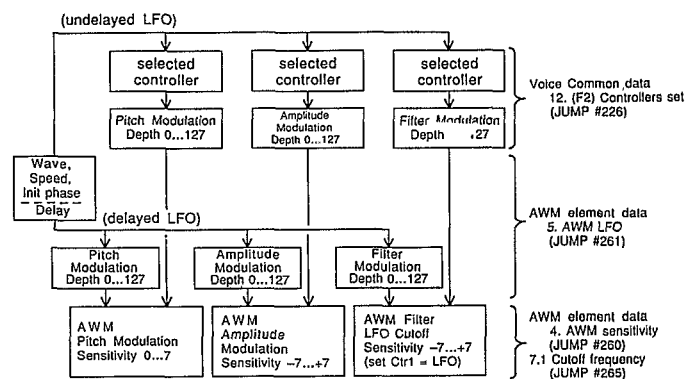 (undelayed LFO)
selected
controller
selected
controller
selected
controller
Pitch Modulation
Depth 0...127
Amplitude
Modulation
Depth 0...127
Filter Modulation
Depth
27
Voice Common data
12. (F2) Controllers set
(JUMP #226)
Wave,
Speed,
Init phase
Delay
(delayed LFO)
Pitch
Modulation
Depth 0...127
Amplitude
Modulation
Depth 0...127
Filter
Modulation
Depth 0...127
AWM element data
5. AWM LFO
(JUMP #261)
AWM
Pitch Modulation
Sensitivity 0...7
AWM
Amplitude
Modulation
Sensitivity –7...+7
AWM Filter
LFO Cutoff
Sensitivity –7...+7
(set Ctr1 = LFO)
AWM element data
4. AWM sensitivity
(JUMP #260)
7.1 Cutoff frequency
(JUMP #265)